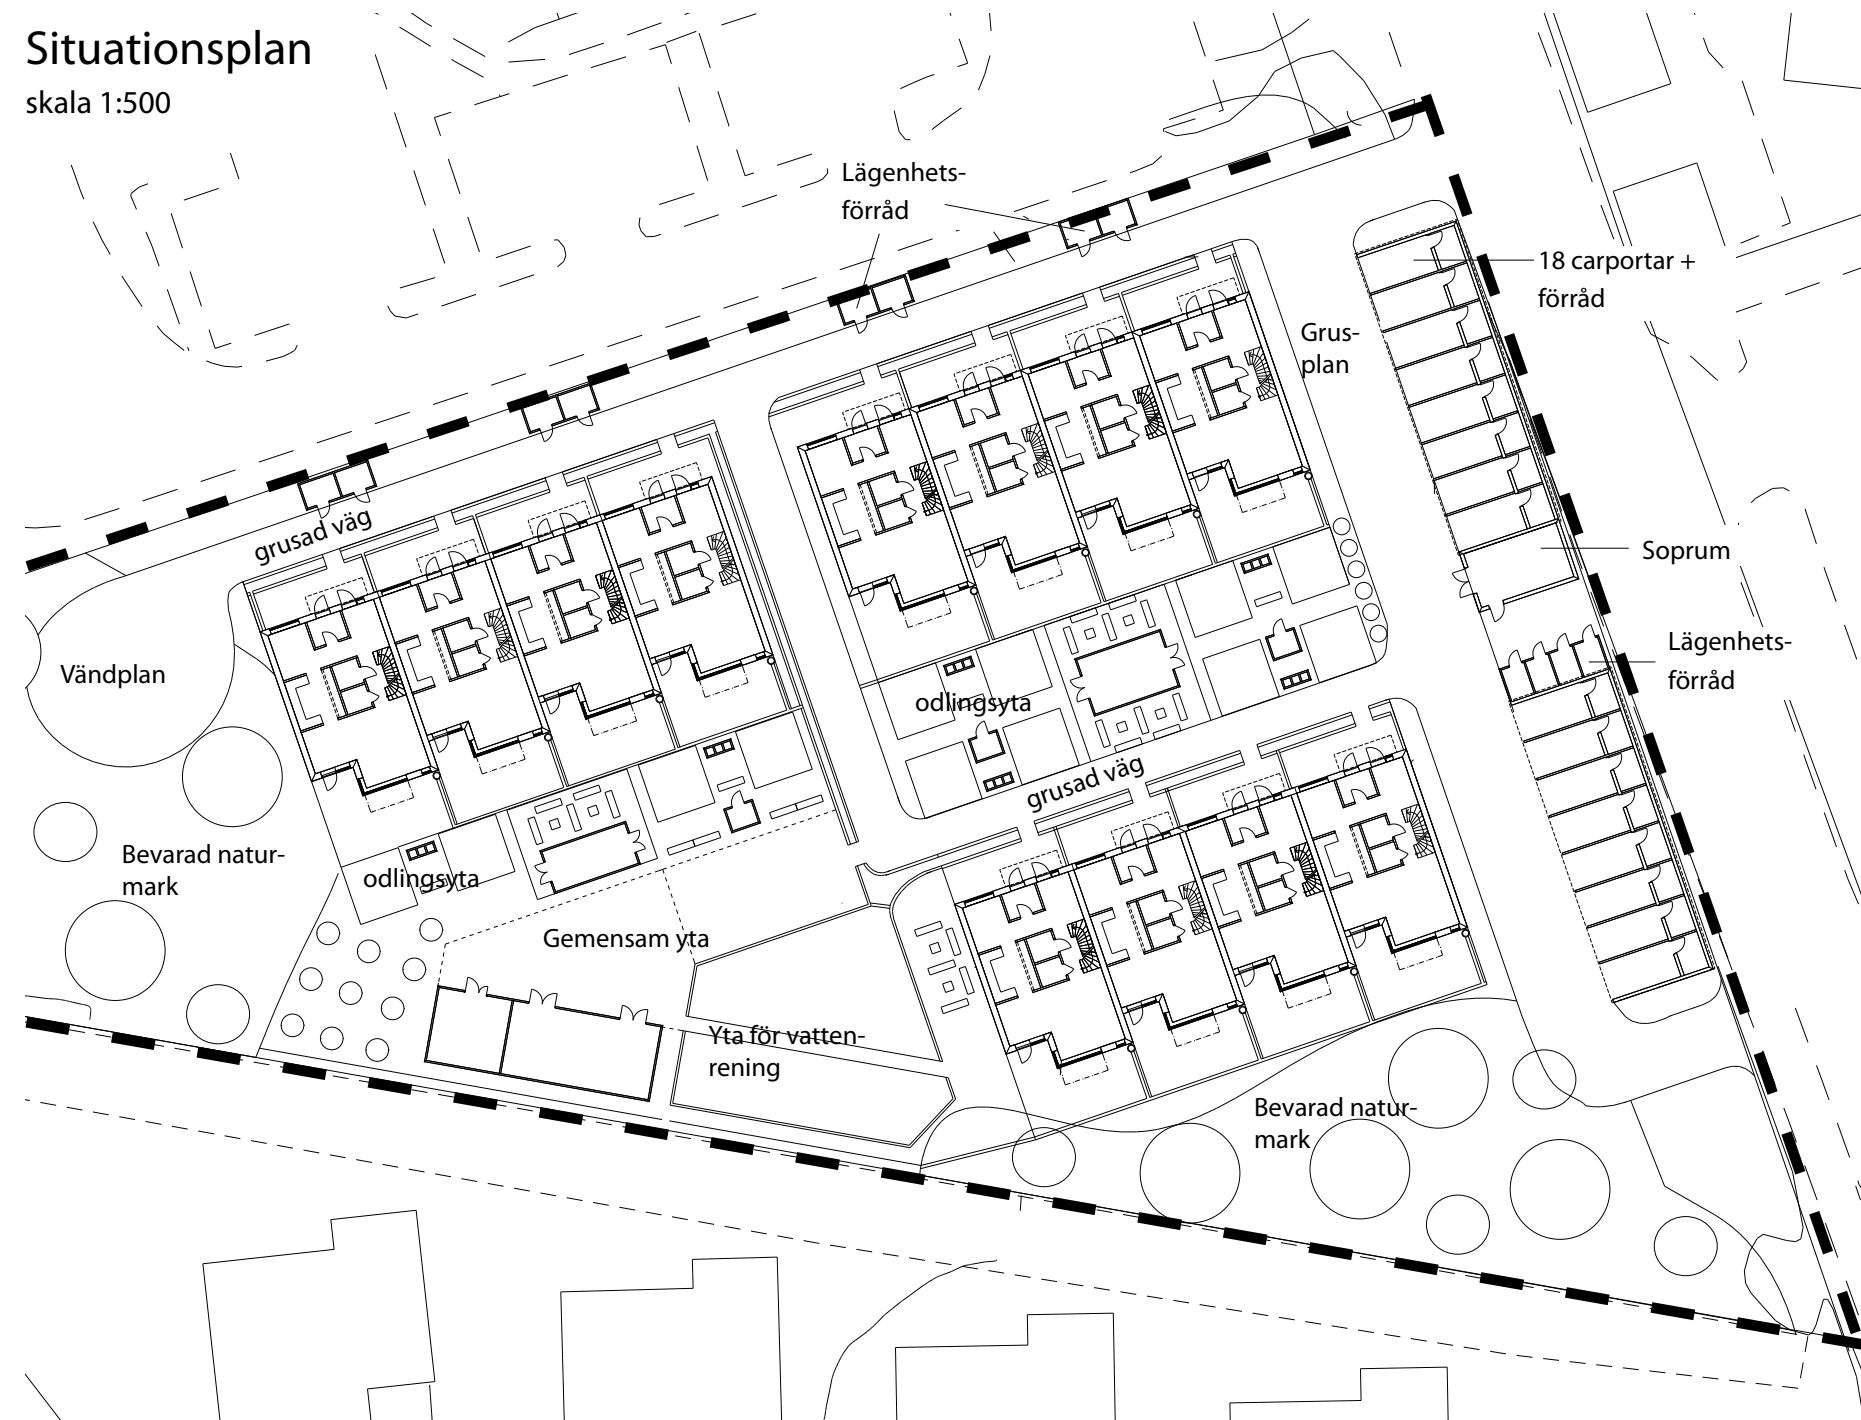 Situationsplan
skala 1:500
Lägenhets-
förråd
18 carportar +
förråd
Grus-
plan
grusad väg
Soprum
Vändplan
Lägenhets-
förråd
odlingsyta
grusad väg
Bevarad natur-
mark
odlingsyta
Gemensam yta
Yta för vatten-
rening
Bevarad natur-
mark